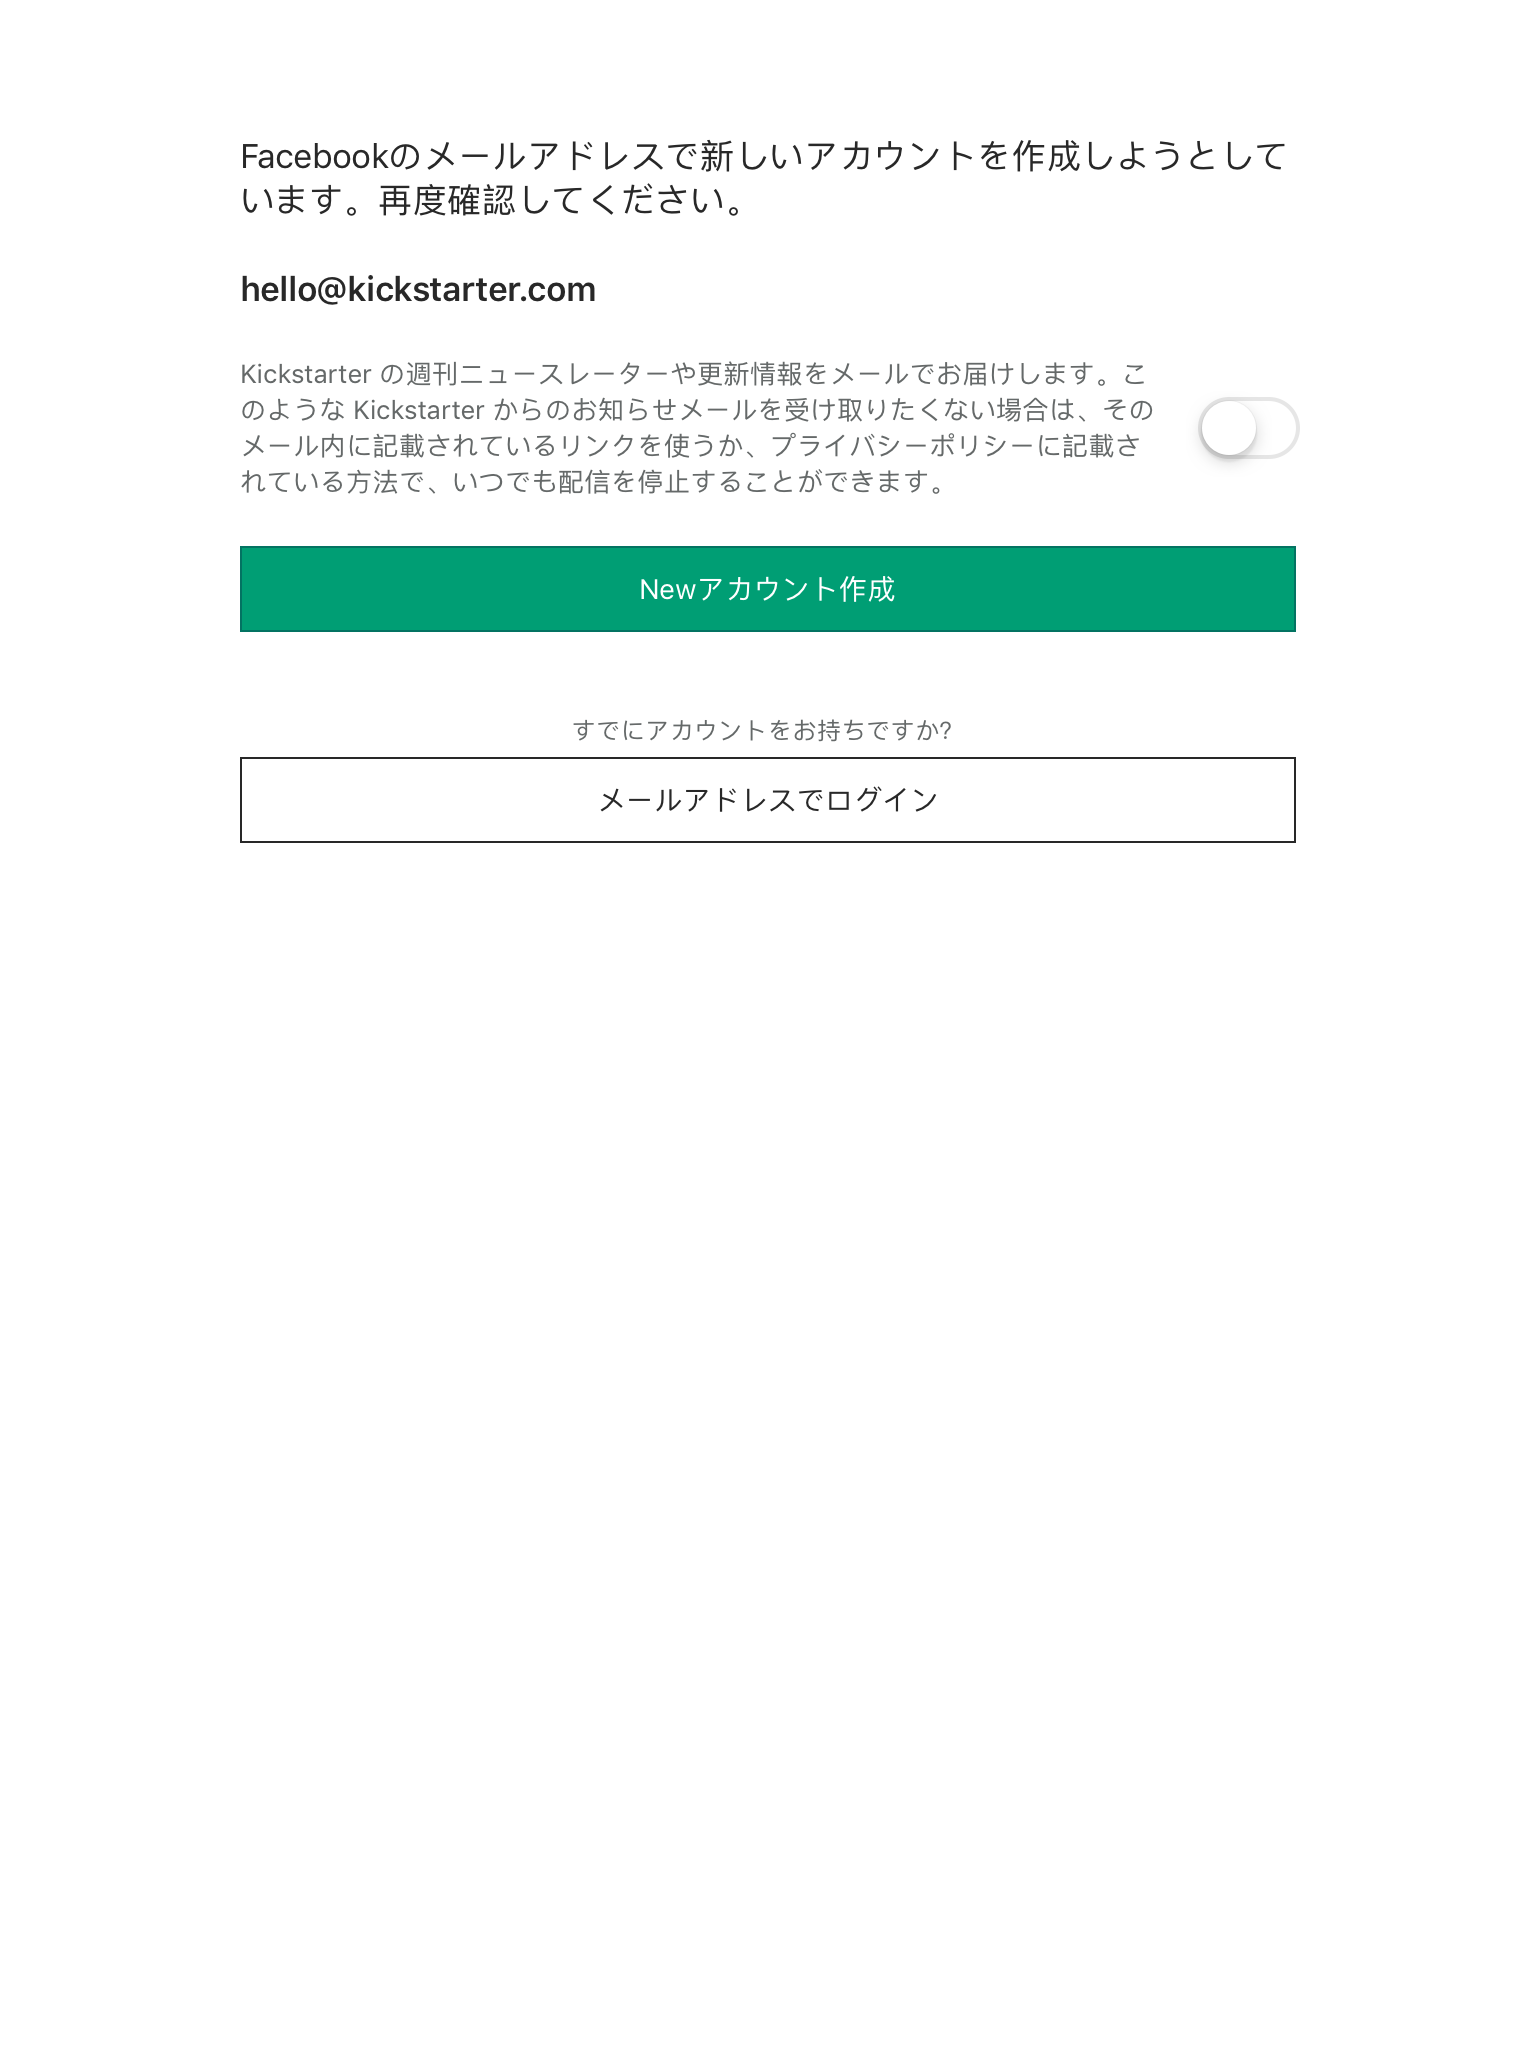 Facebookのメールアドレスで新しいアカウントを作成しようとして
います。再度確認してください。
hello@kickstarter.com
Kickstarter の週刊ニュースレーターや更新情報をメールでお届けします。こ
のような Kickstarter からのお知らせメールを受け取りたくない場合は、その
メール内に記載されているリンクを使うか、プライバシーポリシーに記載さ
れている方法で、いつでも配信を停止することができます。
Newアカウント作成
すでにアカウントをお持ちですか?
メールアドレスでログイン